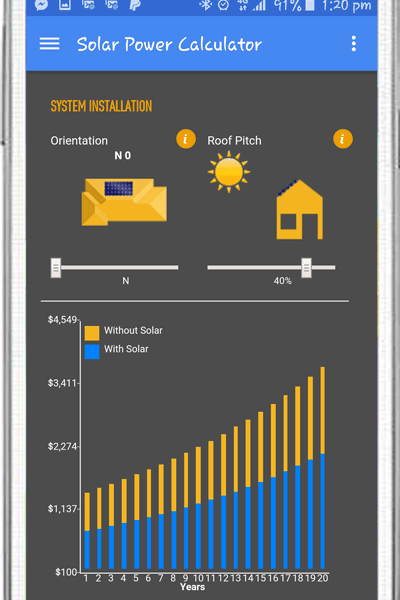 4G
91% 1:20 pm
Solar Power Calculator
SYSTEM INSTALLATION
Orientation i Roof Pitch i
N 0
N 40%
$4,549
Without Solar
With Solar
$3,411
$2,274
$1,137
$100
1 2 3 4 5 6 7 8 9 10 11 12 13 14 15 16 17 18 19 20
Years